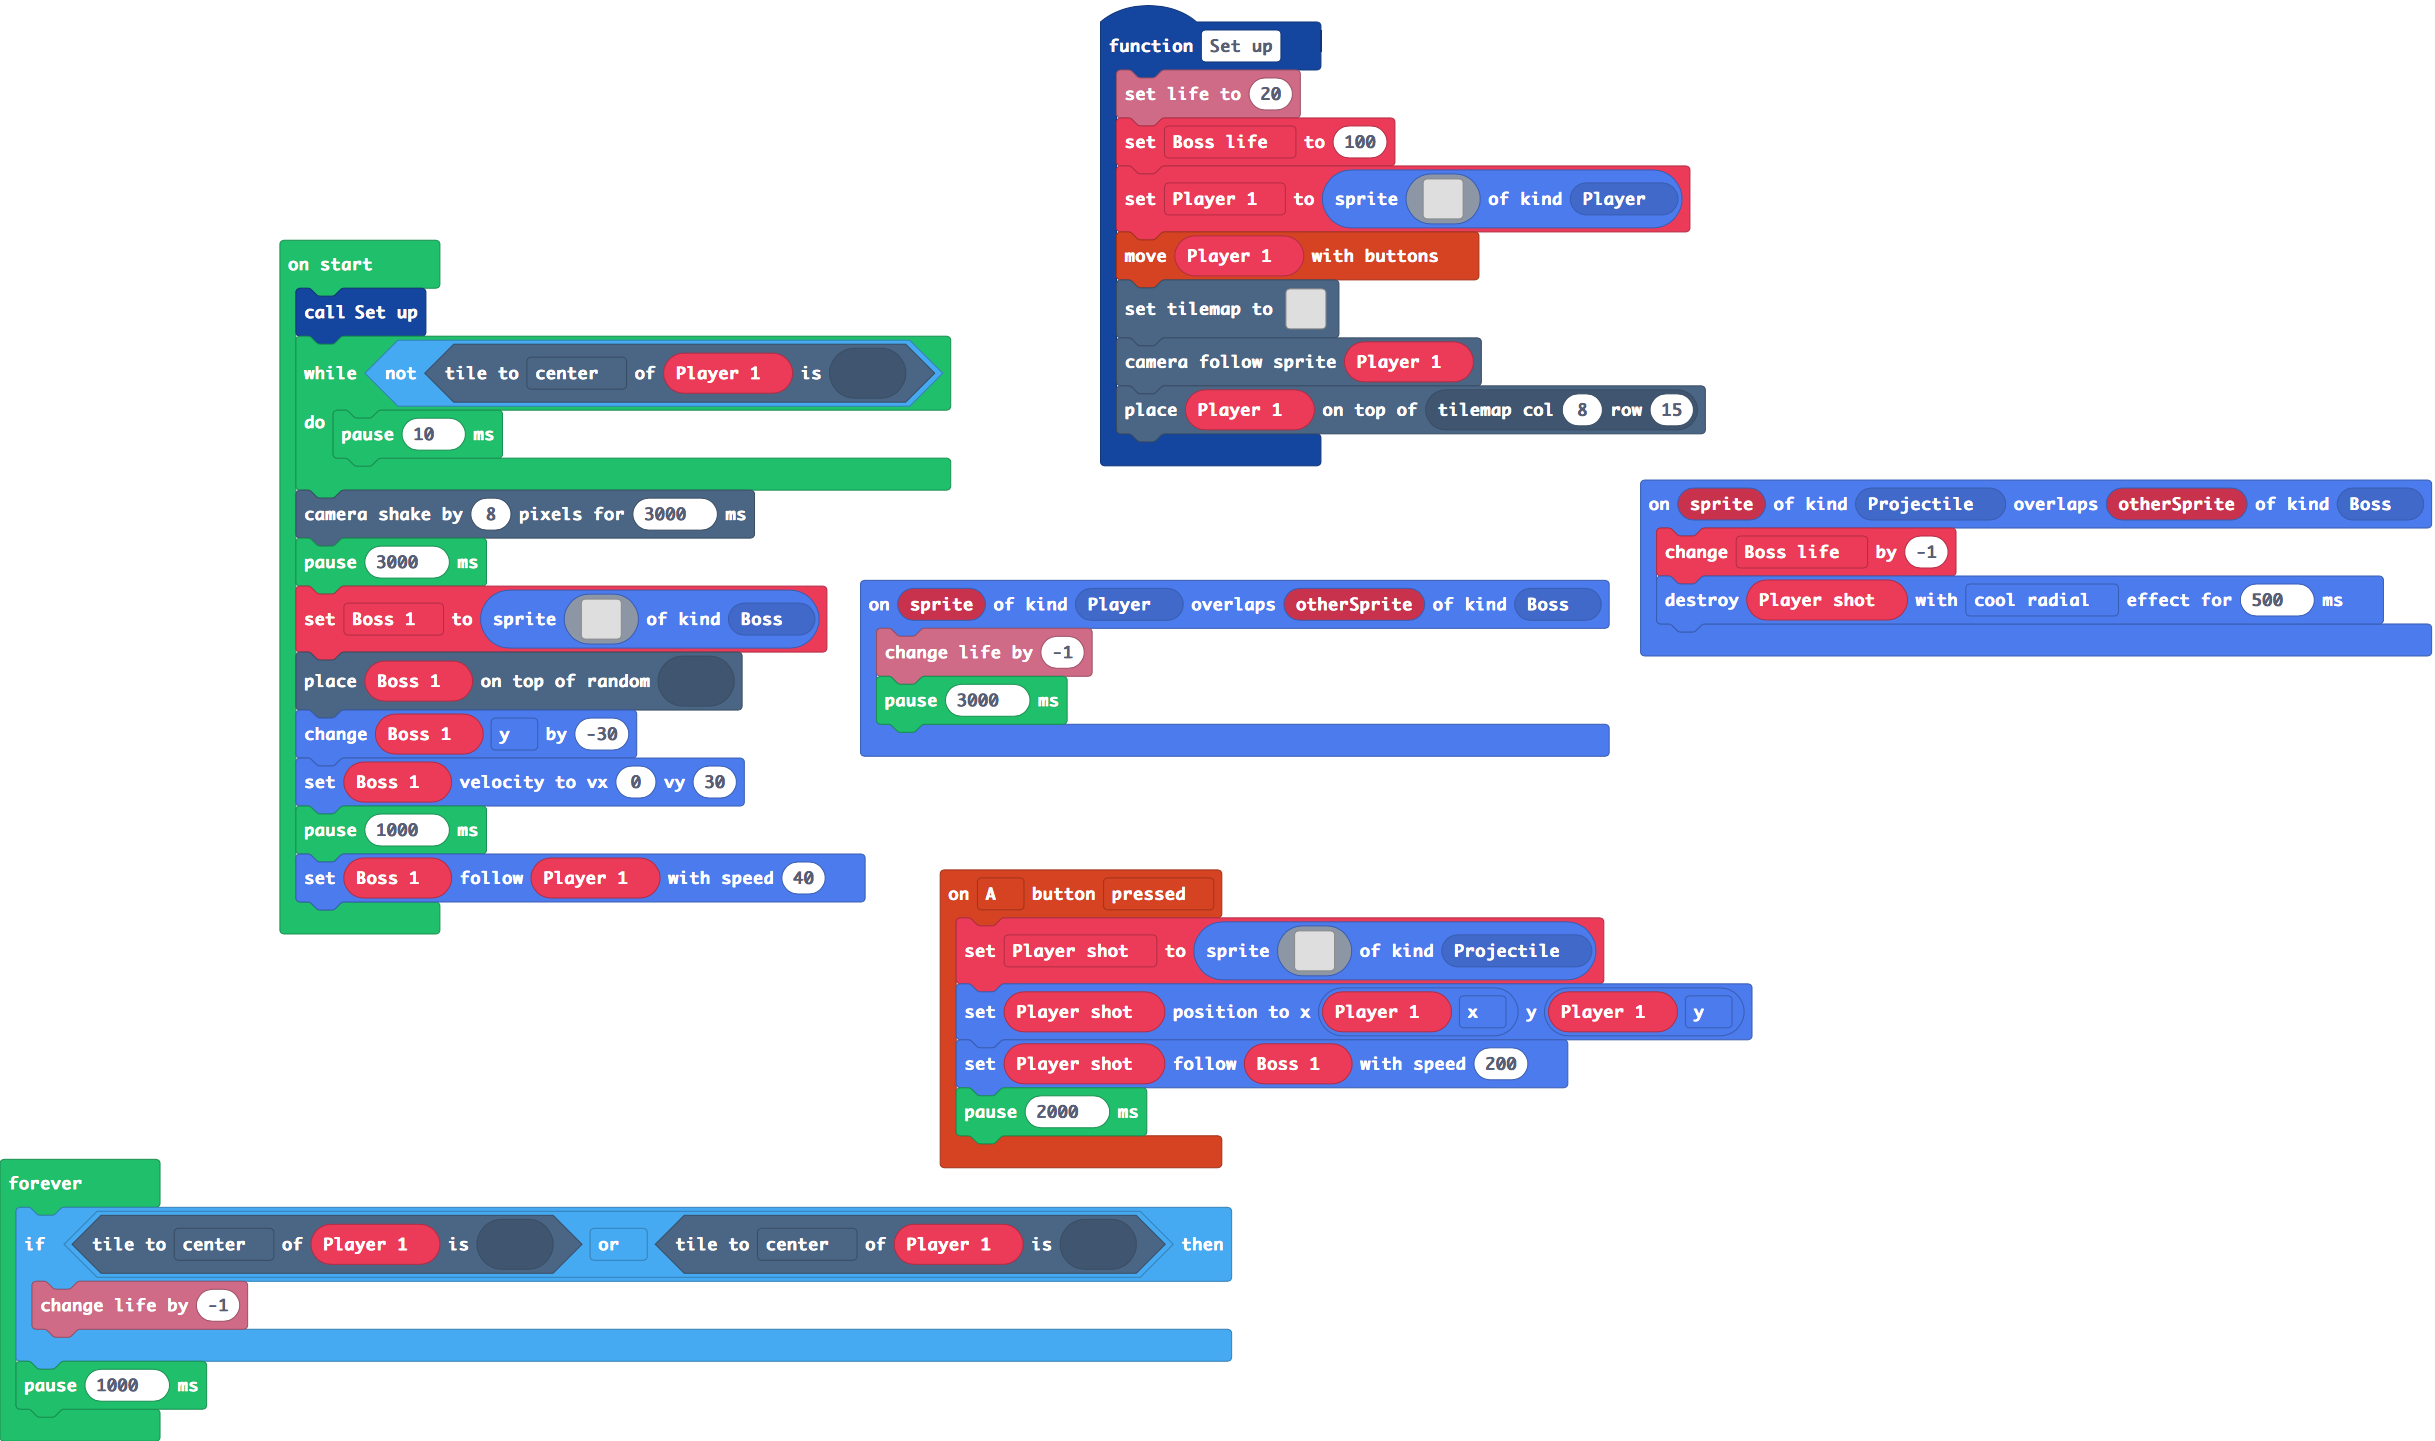 function Set up
set life to 20
set Boss life to 100
set Player 1 to sprite of kind Player
move Player 1 with buttons
set tilemap to
camera follow sprite Player 1
place Player 1 on top of tilemap col 8 row 15
on start
call Set up
while not tile to center of Player 1 is
do
pause 10 ms
camera shake by 8 pixels for 3000 ms
pause 3000 ms
set Boss 1 to sprite of kind Boss
place Boss 1 on top of random
change Boss 1 y by -30
set Boss 1 velocity to vx 0 vy 30
pause 1000 ms
set Boss 1 follow Player 1 with speed 40
on sprite of kind Projectile overlaps otherSprite of kind Boss
change Boss life by -1
destroy Player shot with cool radial effect for 500 ms
on sprite of kind Player overlaps otherSprite of kind Boss
change life by -1
pause 3000 ms
on A button pressed
set Player shot to sprite of kind Projectile
set Player shot position to x Player 1 x y Player 1 y
set Player shot follow Boss 1 with speed 200
pause 2000 ms
forever
if tile to center of Player 1 is or tile to center of Player 1 is then
change life by -1
pause 1000 ms